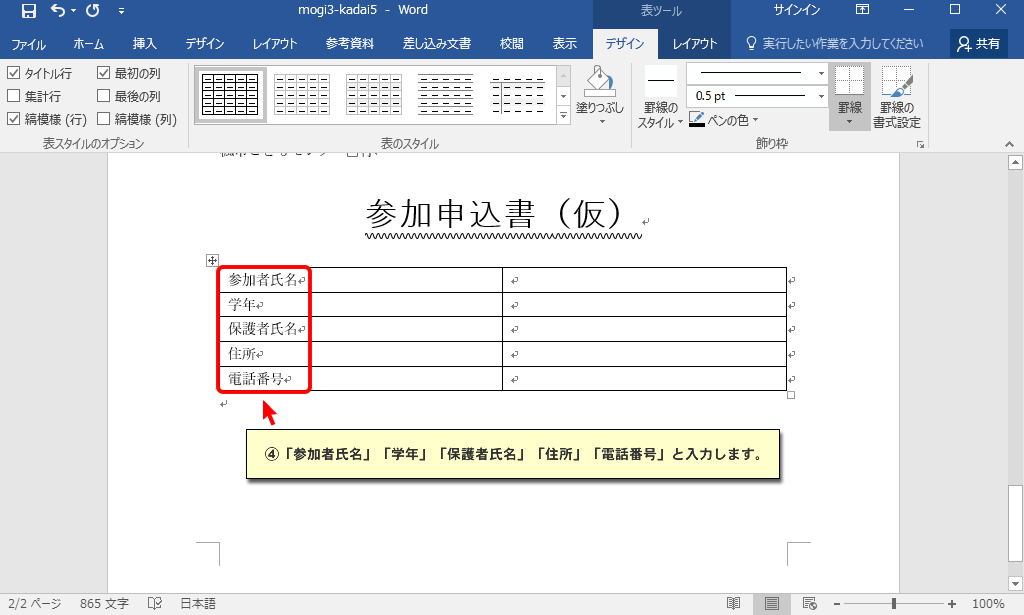 mogi3-kadai5 - Word
表ツール
サインイン
ファイル ホーム 挿入 デザイン レイアウト 参考資料 差し込み文書 校閲 表示 デザイン レイアウト 実行したい作業を入力してください 共有
タイトル行 最初の列
集計行 最後の列
縞模様 (行) 縞模様 (列)
塗りつぶし
罫線の
スタイル
0.5 pt
ペンの色
罫線
罫線の
書式設定
表スタイルのオプション 表のスタイル 飾り枠
参加申込書（仮）
参加者氏名
学年
保護者氏名
住所
電話番号
④「参加者氏名」「学年」「保護者氏名」「住所」「電話番号」と入力します。
2/2 ページ 865 文字 日本語 100%